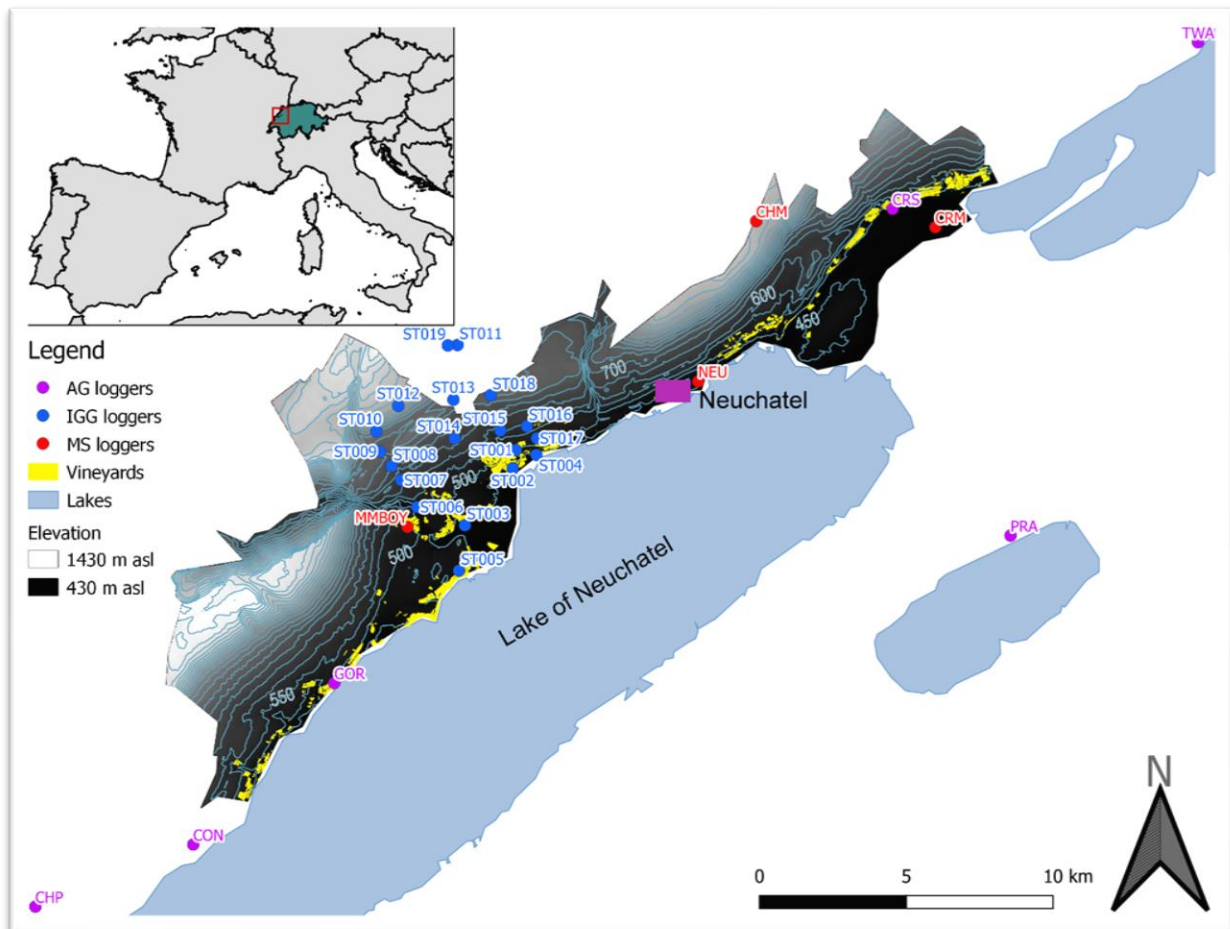 TWA
CRS
CHM
CRM
600
450
Legend
AG loggers
IGG loggers
MS loggers
Vineyards
Lakes
Elevation
1430 m asl
430 m asl
ST019
ST011
ST013
ST018
ST012
700
NEU
Neuchatel
ST010
ST014
ST015
ST016
ST017
ST009
ST008
ST001
ST004
ST007
500
ST002
ST006
MMBOY
ST003
500
ST005
PRA
Lake of Neuchatel
GOR
550
CON
CHP
N
0
5
10 km